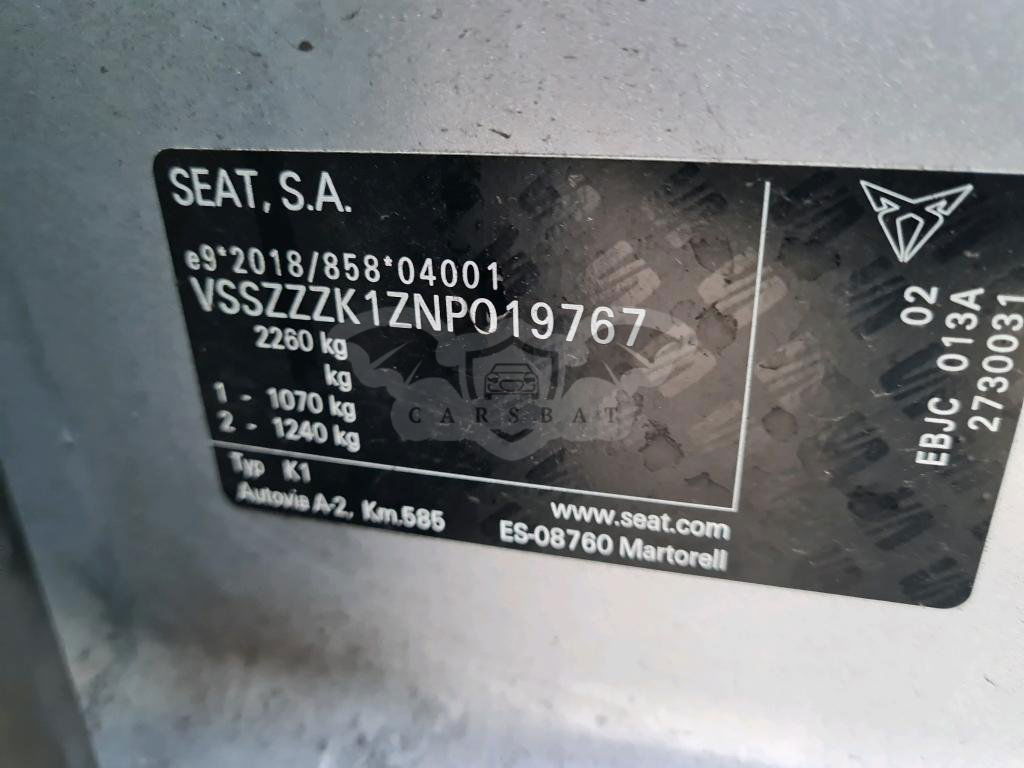 SEAT, S.A.
e9*2018/858*04001
VSSZZZK1ZNP019767
2260 kg
kg
1 - 1070 kg
2 - 1240 kg
Typ K1
Autovia A-2, Km.585
www.seat.com
ES-08760 Martorell
EBJC 013A 02
2730031
CARSBAT